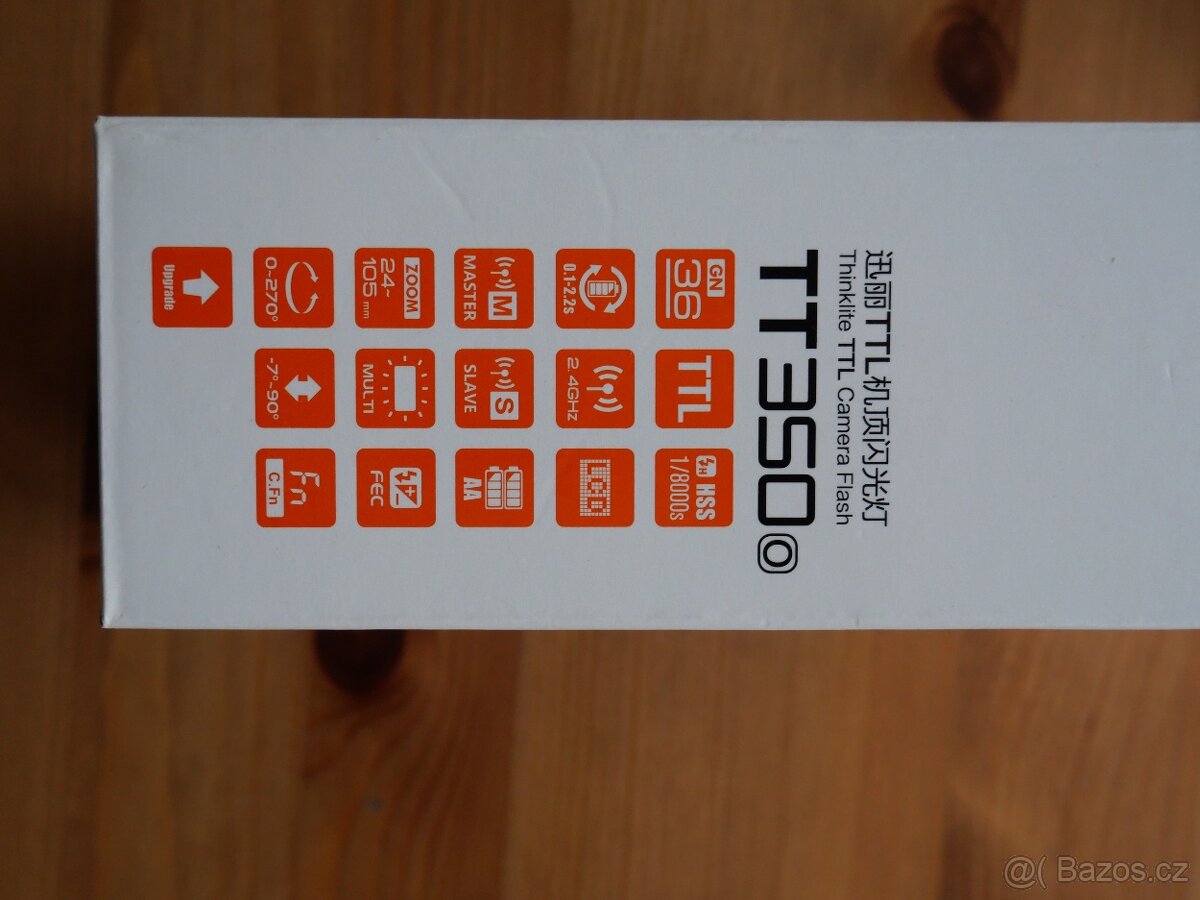 迅丽TTL机顶闪光灯
Thinklite TTL Camera Flash
TT350 O
GN
36
TTL
H HSS
1/8000s
0.1-2.2s
2.4GHz
M
MASTER
S
SLAVE
AA
ZOOM
24~
105mm
MULTI
FEC
0~270°
-7°~90°
Fn
C.Fn
Upgrade
@( Bazos.cz